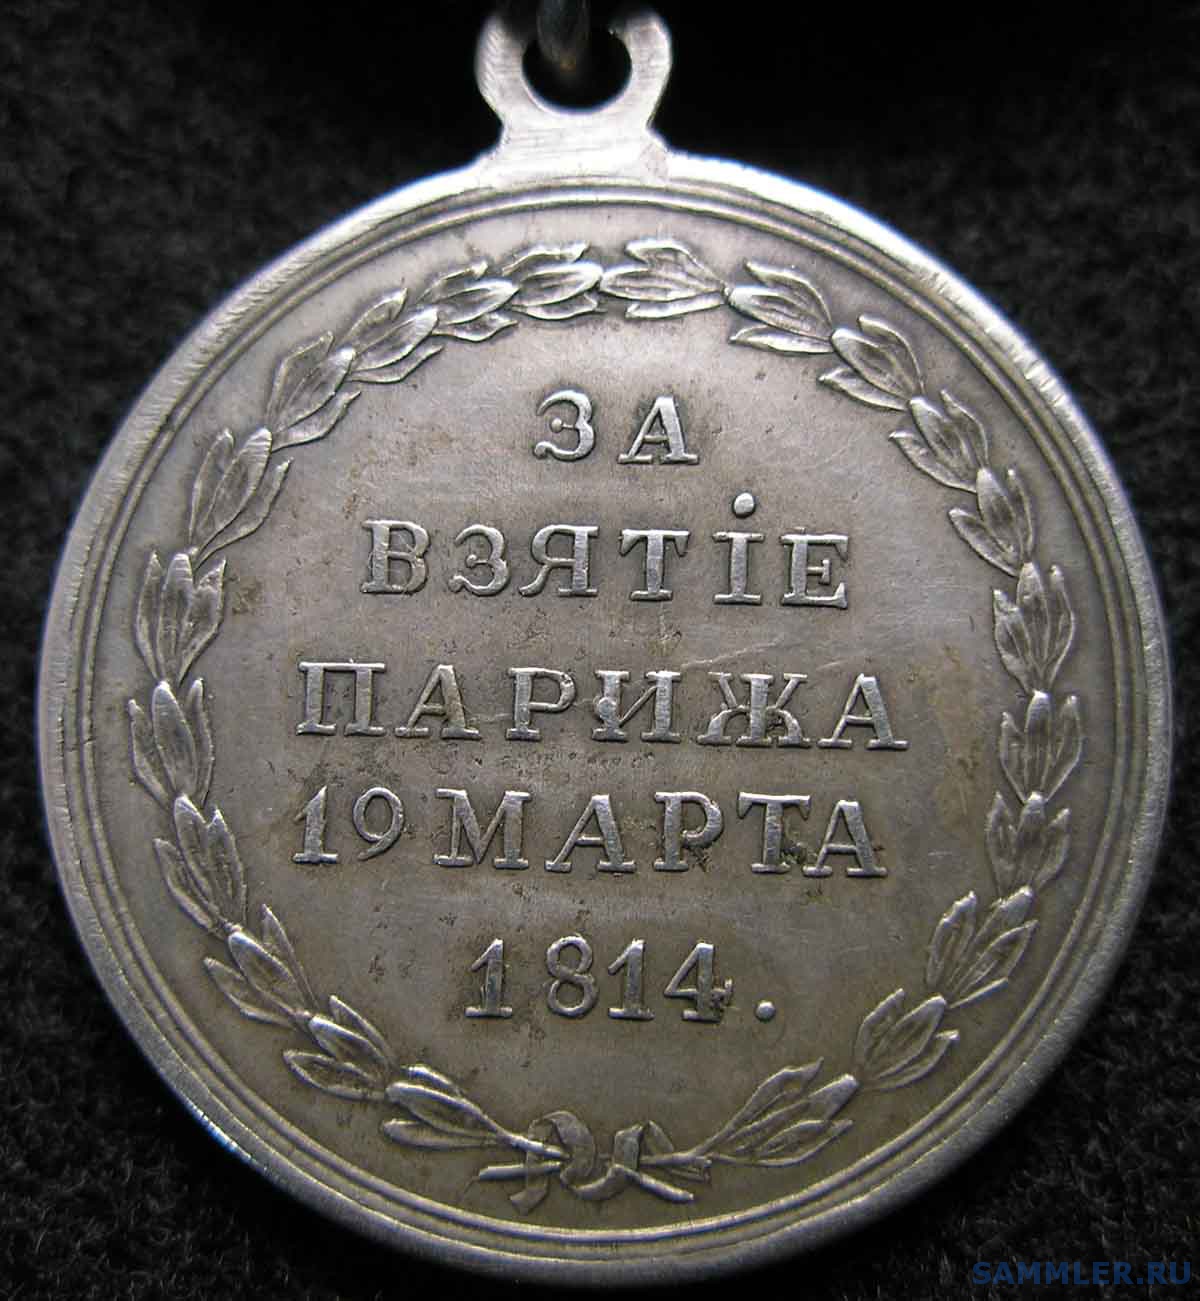 ЗА
ВЗЯТІЕ
ПАРИЖА
19 МАРТА
1814.
SAMMLER.RU